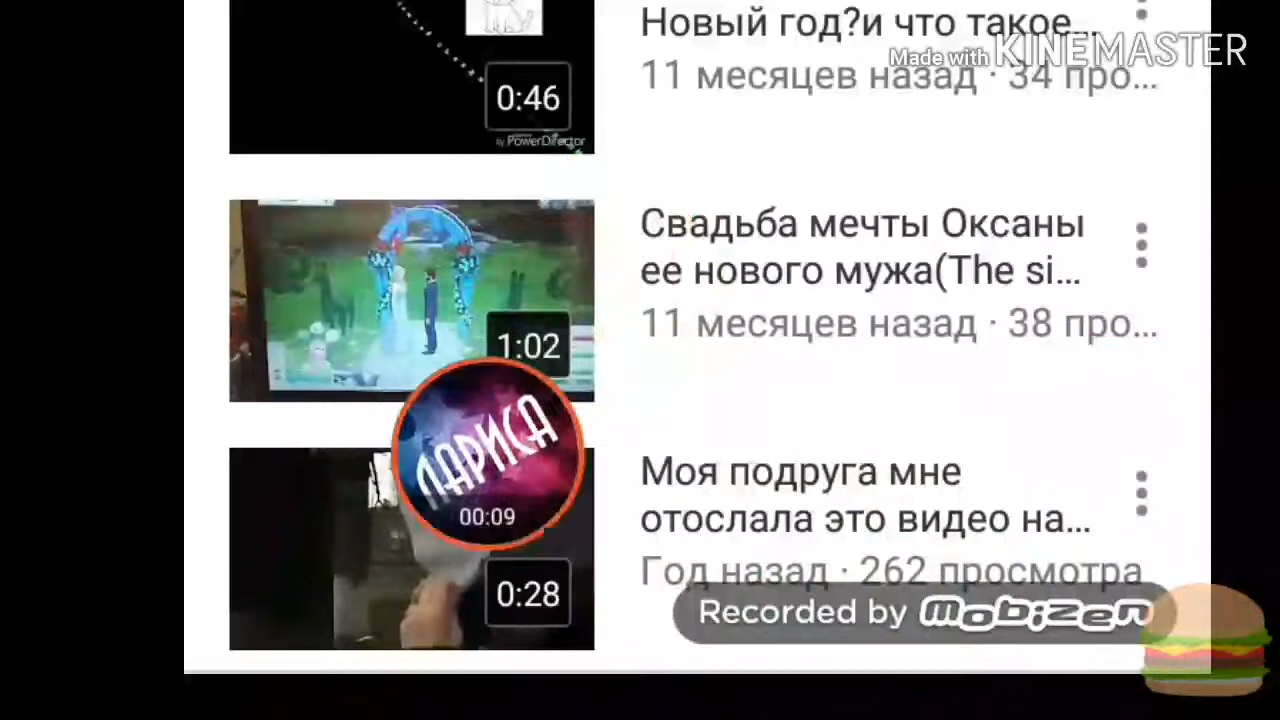 Новый год?и что такое...
Made with KINEMASTER
11 месяцев назад · 34 про...
0:46
by PowerDirector
Свадьба мечты Оксаны
ее нового мужа(The si...
11 месяцев назад · 38 про...
1:02
ЛАРИСА
00:09
Моя подруга мне
отослала это видео на...
Год назад · 262 просмотра
0:28
Recorded by mobizen